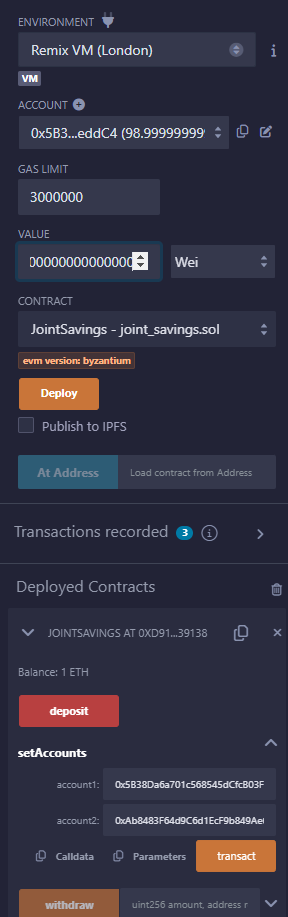 ENVIRONMENT
Remix VM (London)
VM
ACCOUNT
0x5B3...eddC4 (98.99999999
GAS LIMIT
3000000
VALUE
00000000000000
Wei
CONTRACT
JointSavings - joint_savings.sol
evm version: byzantium
Deploy
Publish to IPFS
At Address
Load contract from Address
Transactions recorded 3
Deployed Contracts
JOINTSAVINGS AT 0XD91...39138
Balance: 1 ETH
deposit
setAccounts
account1: 0x5B38Da6a701c568545dCfcB03F
account2: 0xAb8483F64d9C6d1EcF9b849Ae
Calldata
Parameters
transact
withdraw
uint256 amount, address r